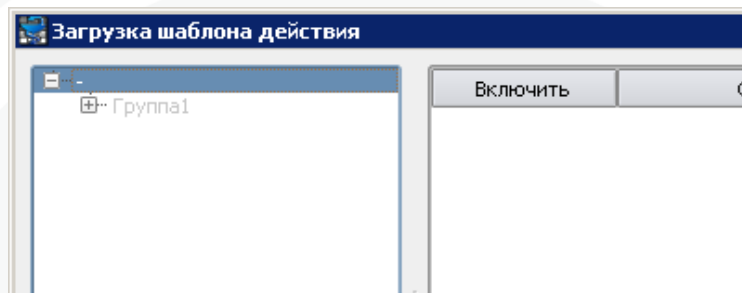 Загрузка шаблона действия
-
Группа1
Включить